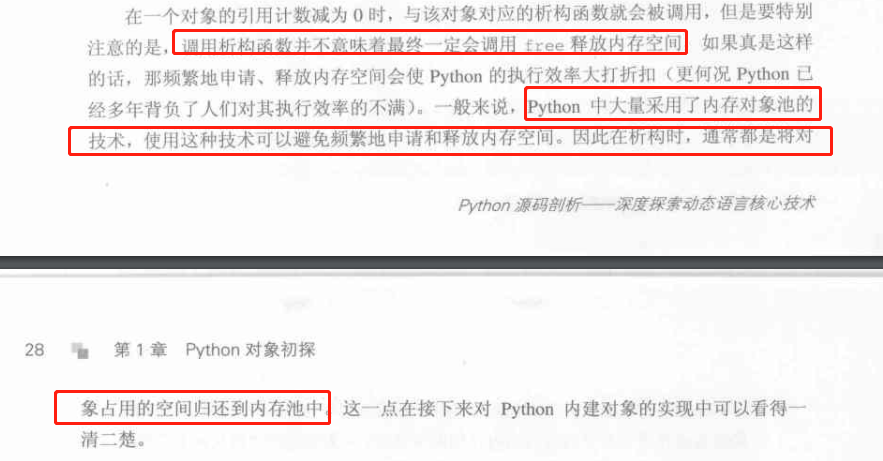 在一个对象的引用计数减为 0 时，与该对象对应的析构函数就会被调用，但是要特别
注意的是，调用析构函数并不意味着最终一定会调用 free 释放内存空间。如果真是这样
的话，那频繁地申请、释放内存空间会使 Python 的执行效率大打折扣（更何况 Python 已
经多年背负了人们对其执行效率的不满）。一般来说，Python 中大量采用了内存对象池的
技术，使用这种技术可以避免频繁地申请和释放内存空间。因此在析构时，通常都是将对
Python 源码剖析——深度探索动态语言核心技术
28 第 1 章 Python 对象初探
象占用的空间归还到内存池中。这一点在接下来对 Python 内建对象的实现中可以看得一
清二楚。